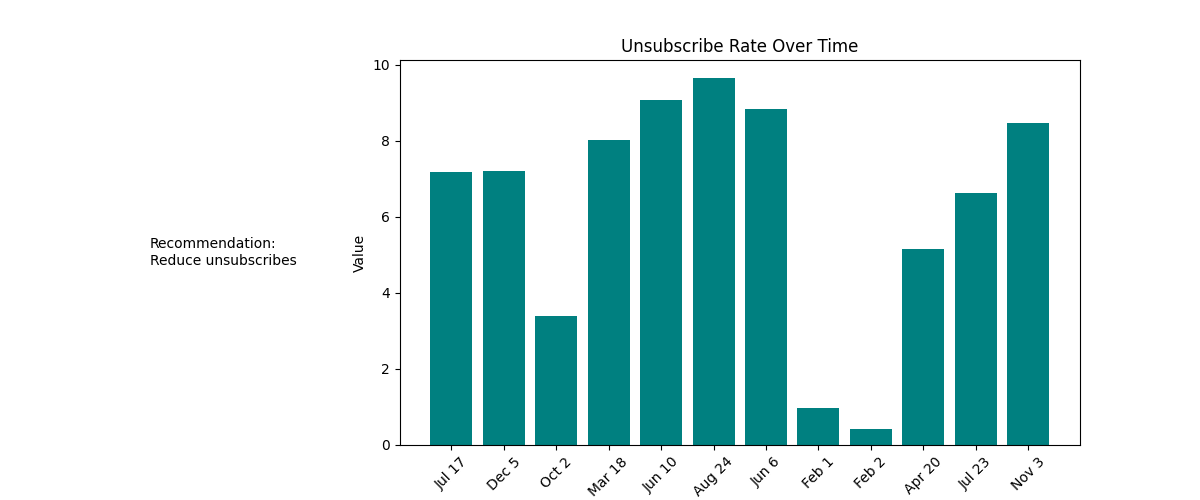 Unsubscribe Rate Over Time
Recommendation:
Reduce unsubscribes
Value
10
8
6
4
2
0
Jul 17
Dec 5
Oct 2
Mar 18
Jun 10
Aug 24
Jun 6
Feb 1
Feb 2
Apr 20
Jul 23
Nov 3